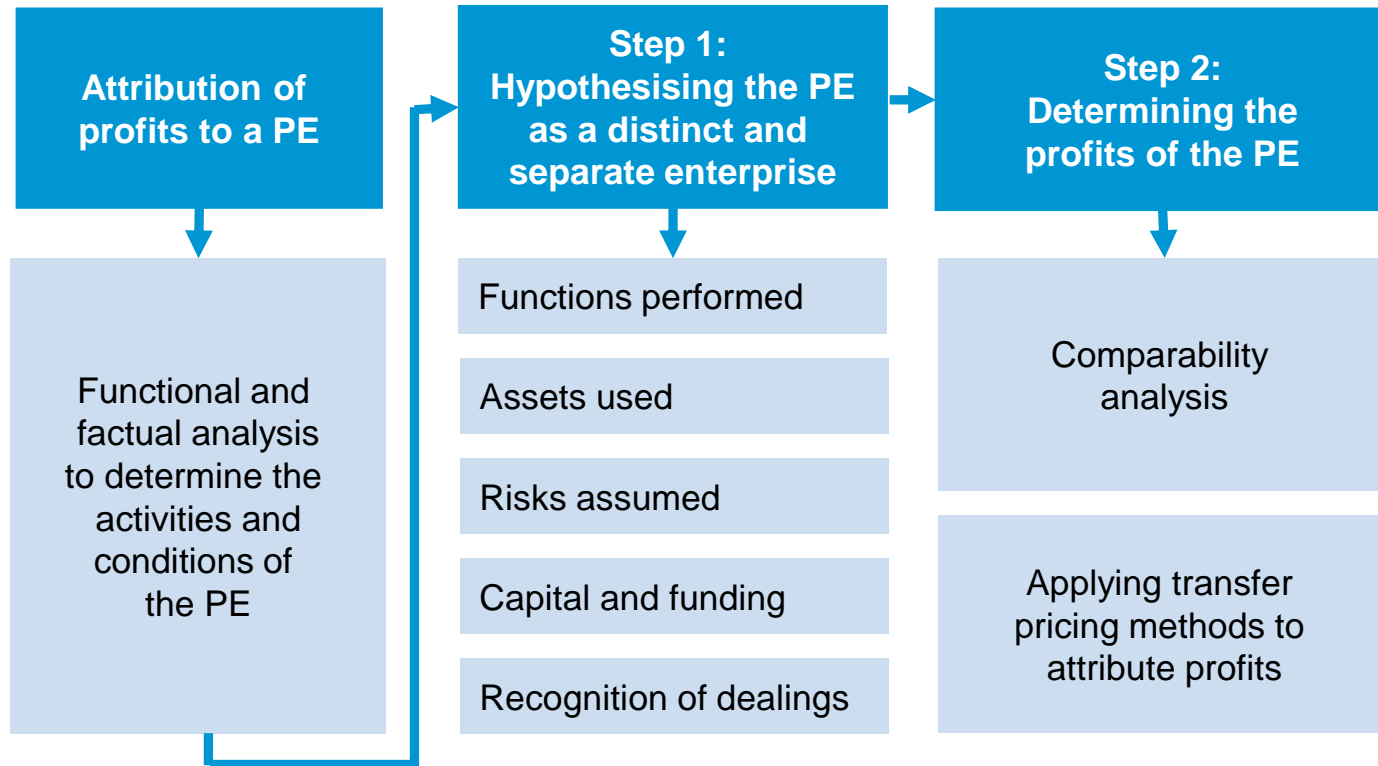 Attribution of
profits to a PE
Functional and
factual analysis
to determine the
activities and
conditions of
the PE
Step 1:
Hypothesising the PE
as a distinct and
separate enterprise
Functions performed
Assets used
Risks assumed
Capital and funding
Recognition of dealings
Step 2:
Determining the
profits of the PE
Comparability
analysis
Applying transfer
pricing methods to
attribute profits